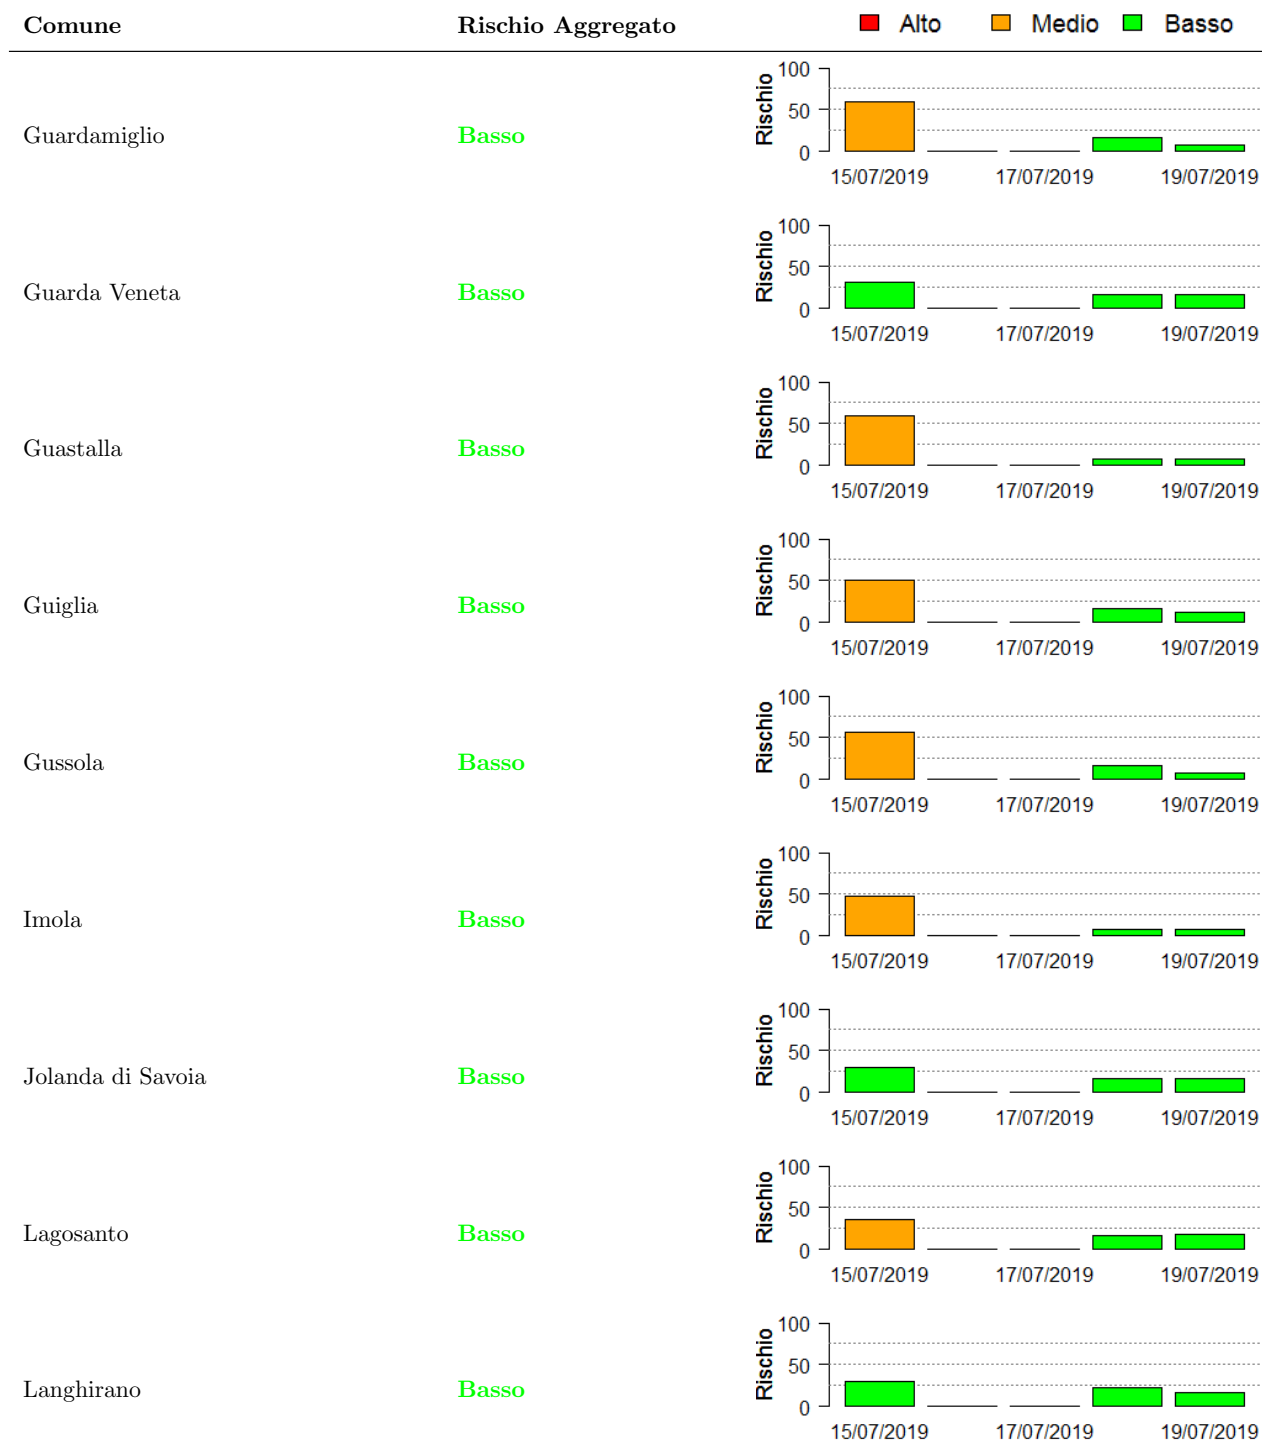 Comune Rischio Aggregato Alto Medio Basso
Guardamiglio Basso Rischio 100 50 0
15/07/2019 17/07/2019 19/07/2019
Guarda Veneta Basso Rischio 100 50 0
15/07/2019 17/07/2019 19/07/2019
Guastalla Basso Rischio 100 50 0
15/07/2019 17/07/2019 19/07/2019
Guiglia Basso Rischio 100 50 0
15/07/2019 17/07/2019 19/07/2019
Gussola Basso Rischio 100 50 0
15/07/2019 17/07/2019 19/07/2019
Imola Basso Rischio 100 50 0
15/07/2019 17/07/2019 19/07/2019
Jolanda di Savoia Basso Rischio 100 50 0
15/07/2019 17/07/2019 19/07/2019
Lagosanto Basso Rischio 100 50 0
15/07/2019 17/07/2019 19/07/2019
Langhirano Basso Rischio 100 50 0
15/07/2019 17/07/2019 19/07/2019